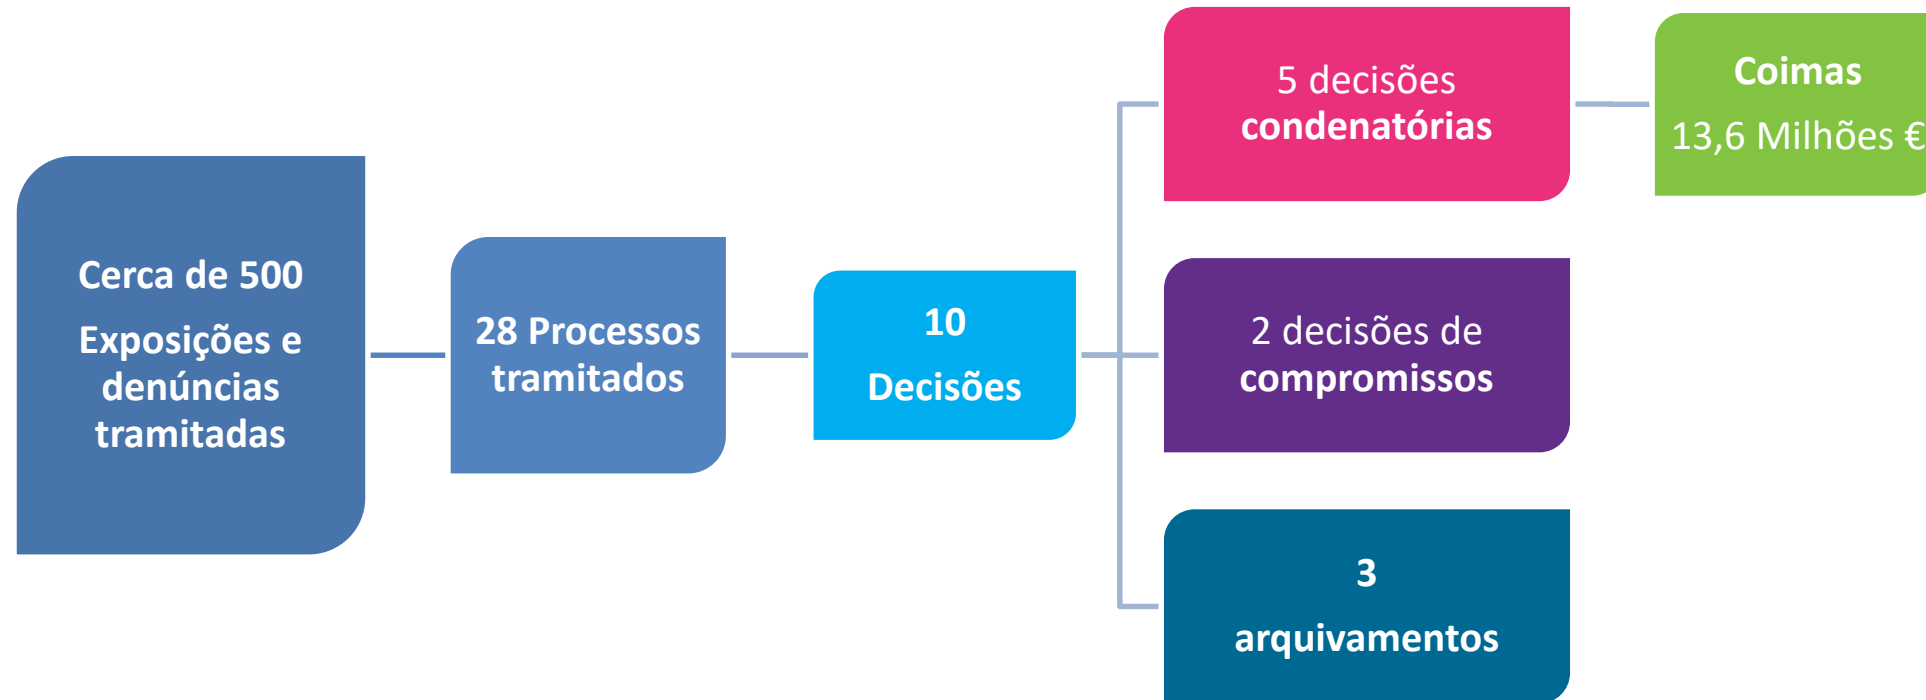 Cerca de 500
Exposições e
denúncias
tramitadas
28 Processos
tramitados
10
Decisões
5 decisões
condenatórias
Coimas
13,6 Milhões €
2 decisões de
compromissos
3
arquivamentos